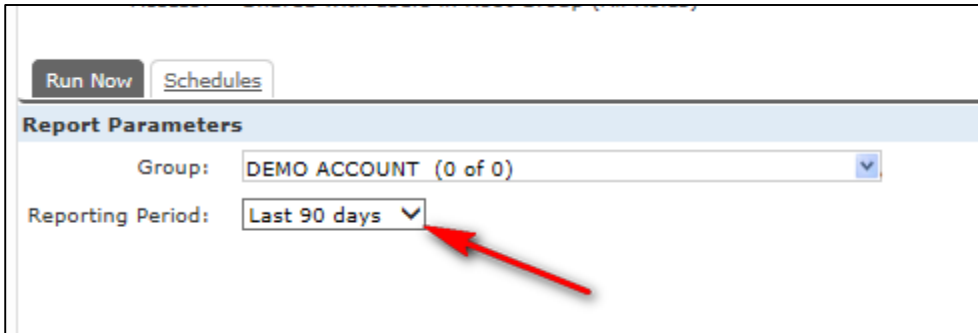 Run Now Schedules
Report Parameters
Group: DEMO ACCOUNT (0 of 0)
Reporting Period: Last 90 days